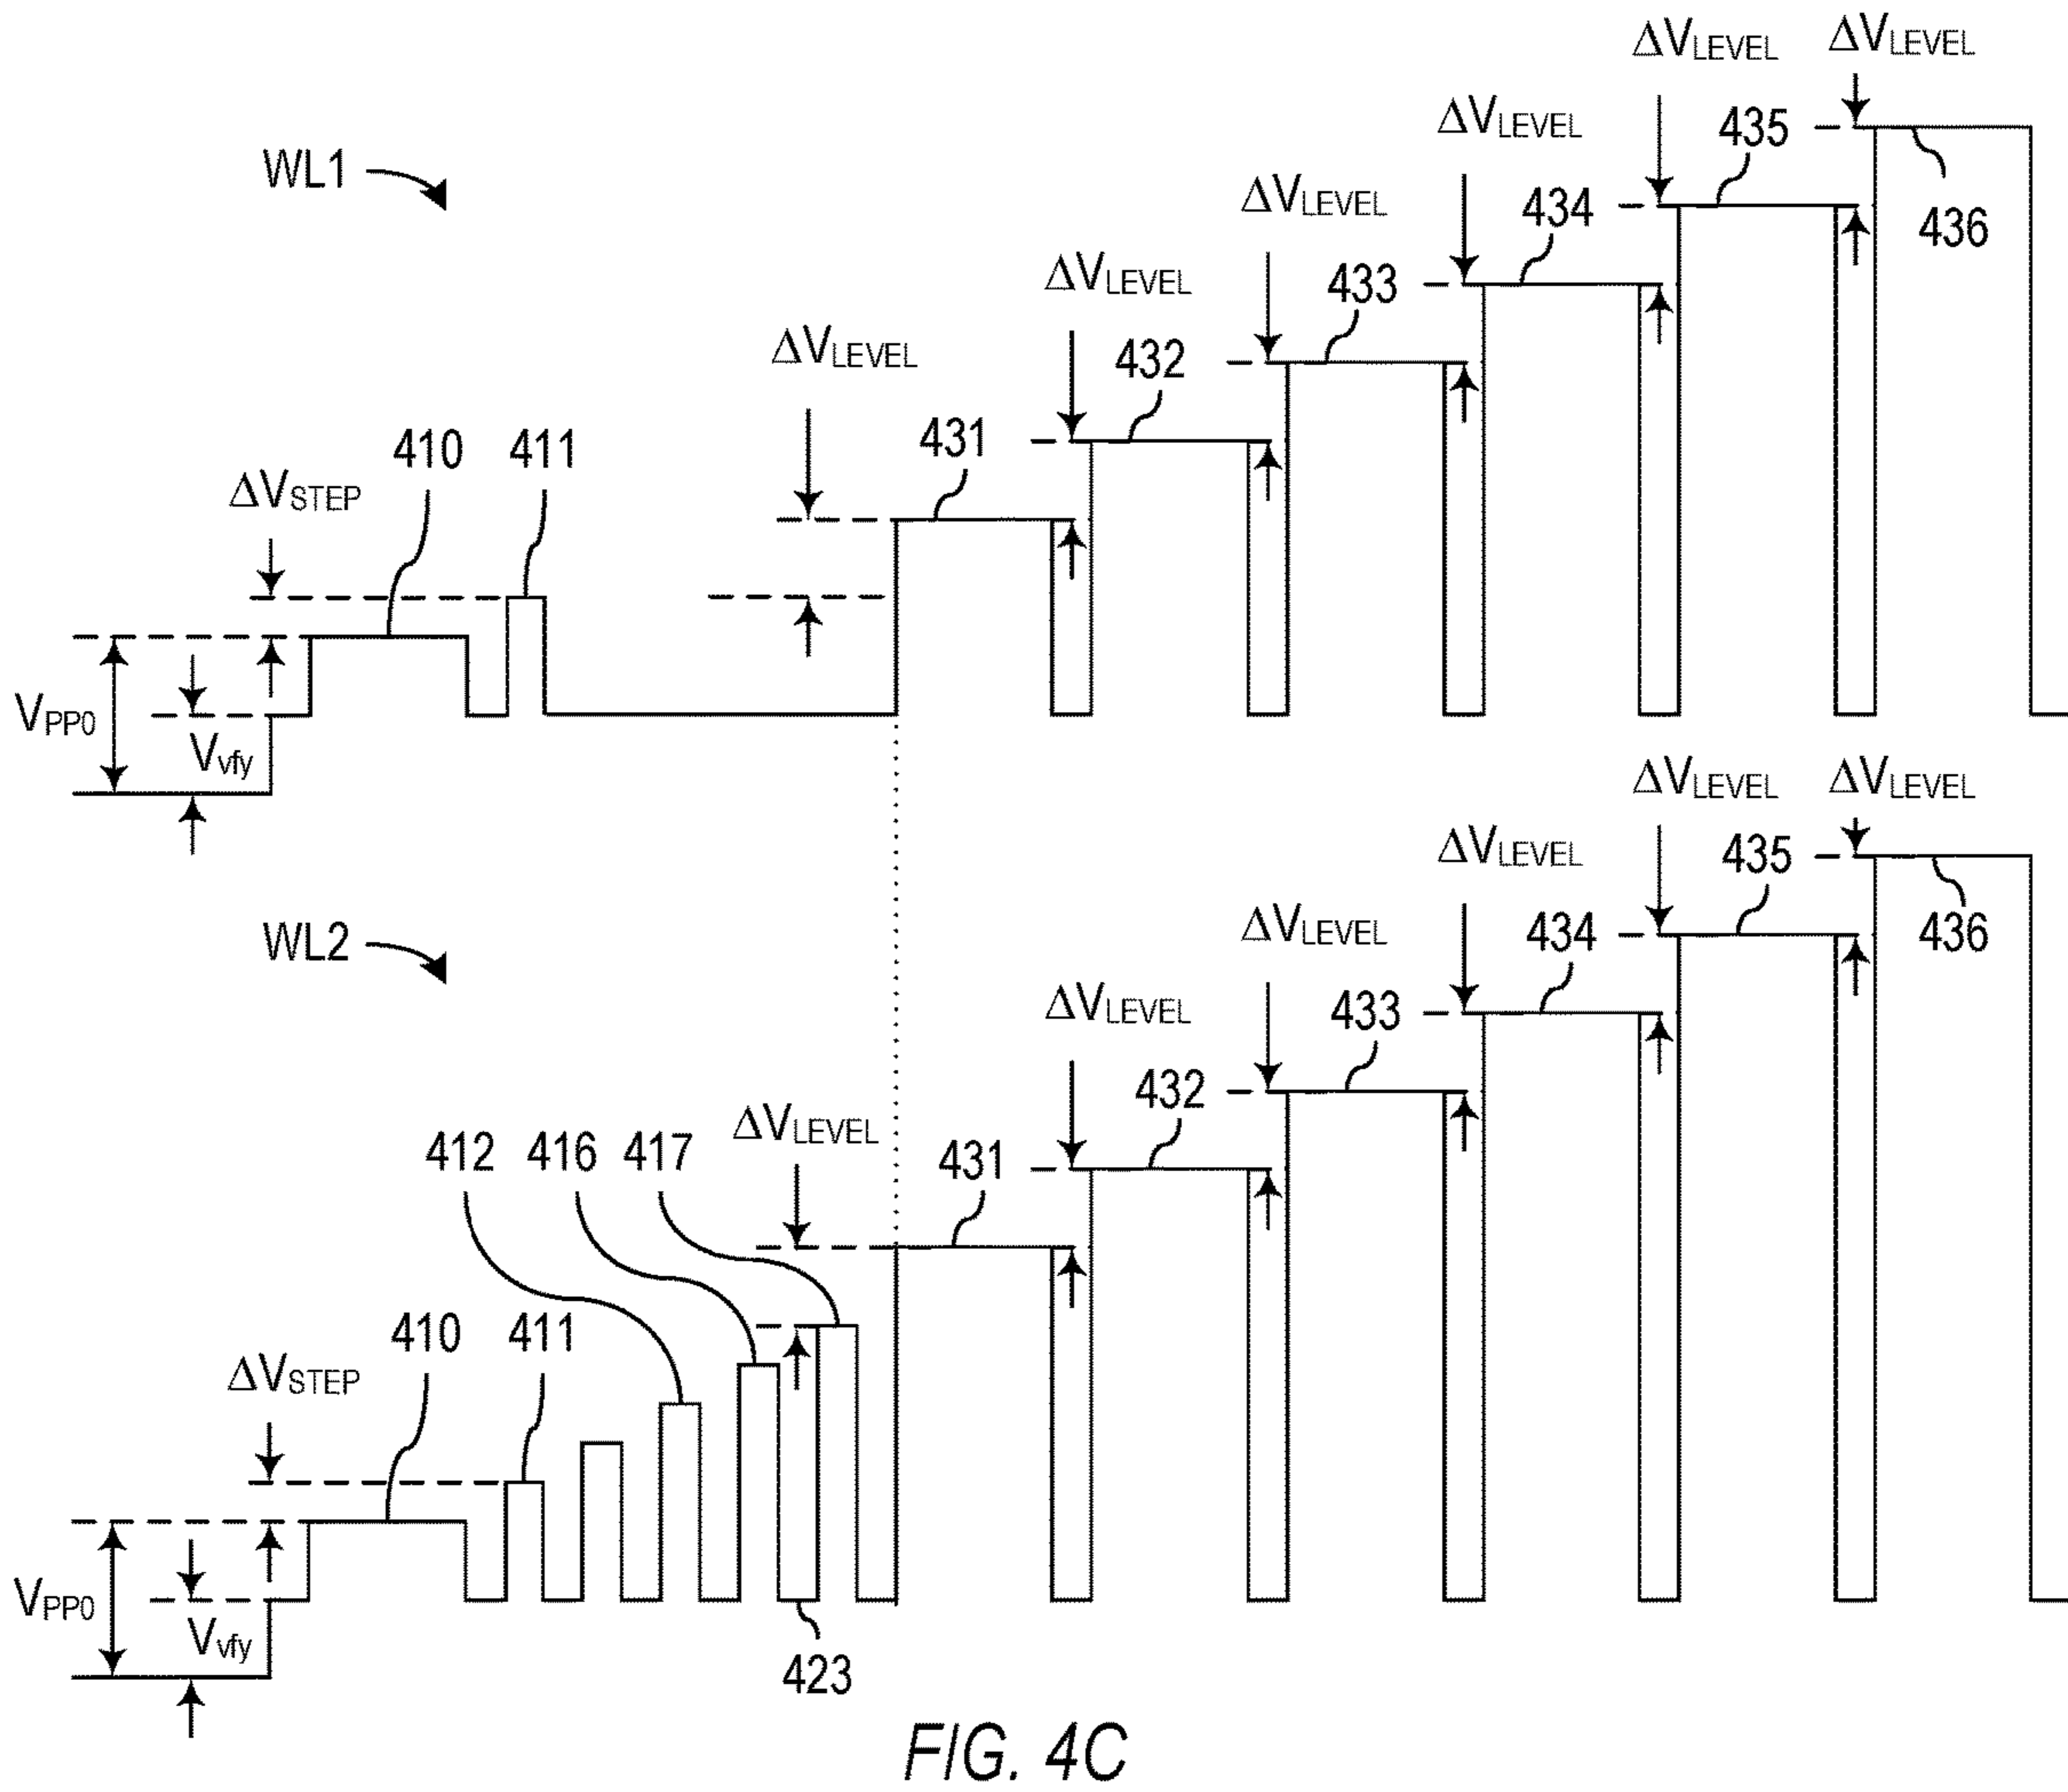 ΔVLEVEL ΔVLEVEL
ΔVLEVEL 435
WL1
ΔVLEVEL 434 436
ΔVLEVEL 433
ΔVLEVEL 432
410 411 431
ΔVSTEP
VPP0
Vvfy
ΔVLEVEL ΔVLEVEL
ΔVLEVEL 435
WL2
ΔVLEVEL 434 436
ΔVLEVEL 433
ΔVLEVEL 432
412 416 417 431
410 411
ΔVSTEP
VPP0
Vvfy
423
FIG. 4C